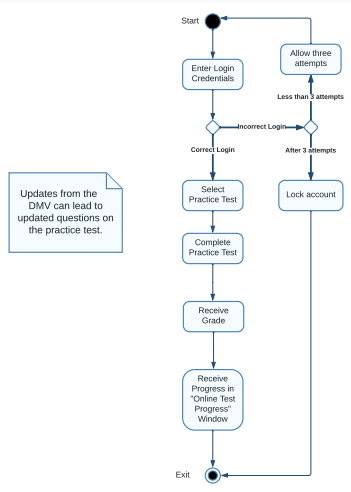 Start
Allow three
attempts
Enter Login
Credentials
Less than 3 attempts
Incorrect Login
Correct Login
After 3 attempts
Updates from the
DMV can lead to
updated questions on
the practice test.
Select
Practice Test
Lock account
Complete
Practice Test
Receive
Grade
Receive
Progress in
"Online Test
Progress"
Window
Exit